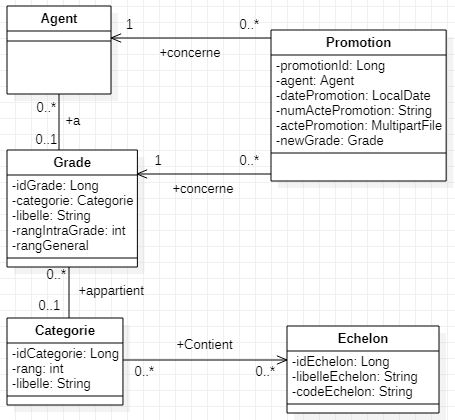 Agent
1
0..*
+concerne
Promotion
-promotionId: Long
-agent: Agent
-datePromotion: LocalDate
-numActePromotion: String
-actePromotion: MultipartFile
-newGrade: Grade
0..*
+a
0..1
Grade
-idGrade: Long
-categorie: Categorie
-libelle: String
-rangIntraGrade: int
-rangGeneral
1
0..*
+concerne
0..*
+appartient
0..1
Categorie
-idCategorie: Long
-rang: int
-libelle: String
+Contient
0..*
0..*
Echelon
-idEchelon: Long
-libelleEchelon: String
-codeEchelon: String